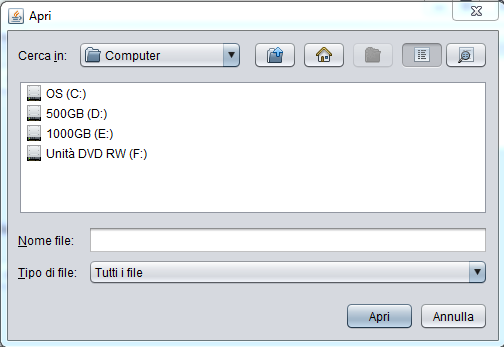 Apri
Cerca in: Computer
OS (C:)
500GB (D:)
1000GB (E:)
Unità DVD RW (F:)
Nome file:
Tipo di file: Tutti i file
Apri Annulla